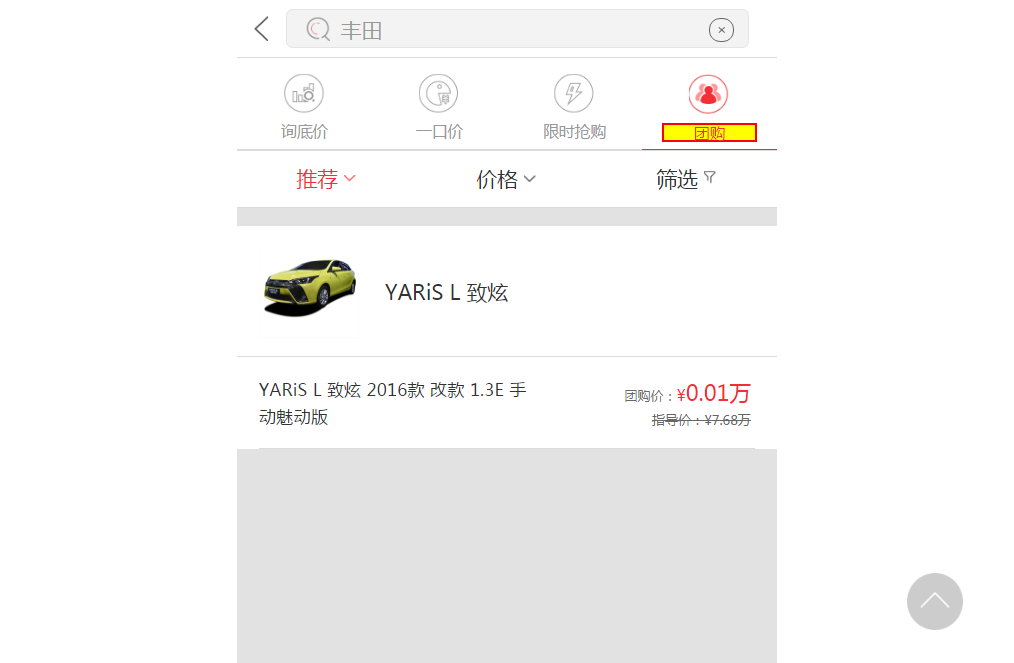 丰田
询底价 一口价 限时抢购 团购
推荐 价格 筛选
YARiS L 致炫
YARiS L 致炫 2016款 改款 1.3E 手
动魅动版
团购价：¥0.01万
指导价：¥7.68万